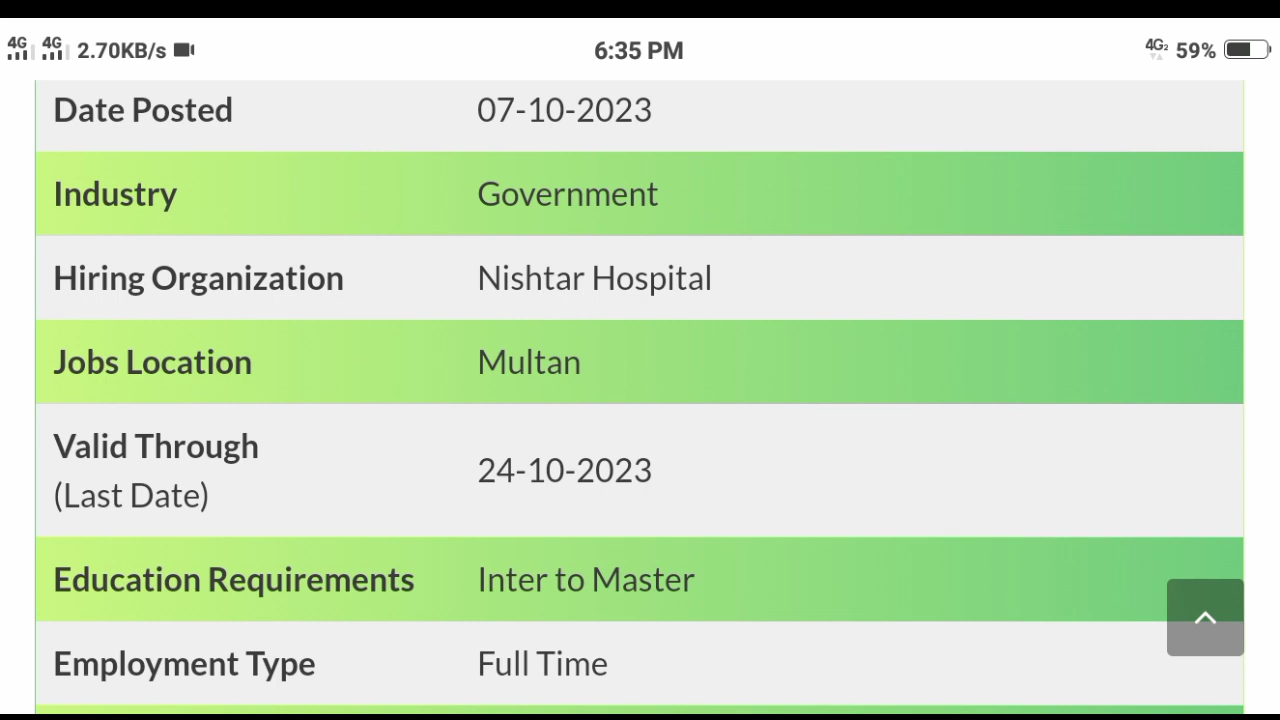 4G 4G 2.70KB/s 6:35 PM 4G2 59%
Date Posted 07-10-2023
Industry Government
Hiring Organization Nishtar Hospital
Jobs Location Multan
Valid Through
(Last Date) 24-10-2023
Education Requirements Inter to Master
Employment Type Full Time